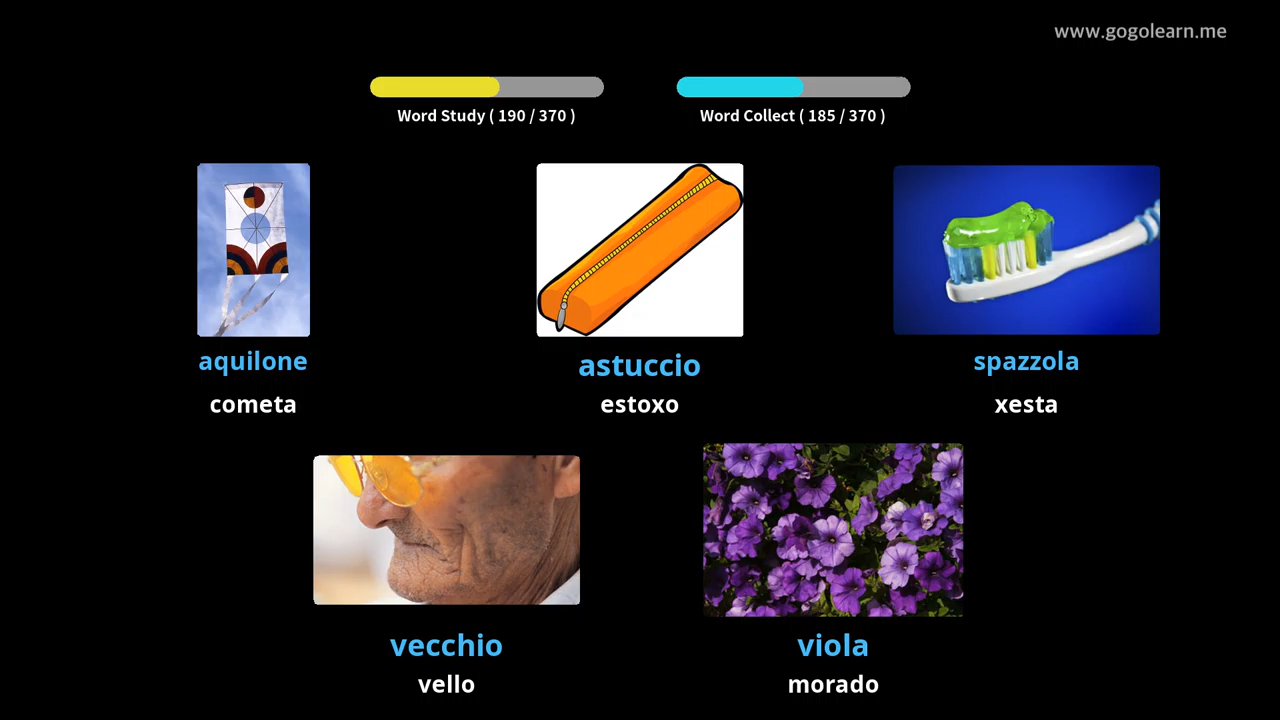 www.gogolearn.me
Word Study ( 190 / 370 )
Word Collect ( 185 / 370 )
aquilone
cometa
astuccio
estoxo
spazzola
xesta
vecchio
vello
viola
morado